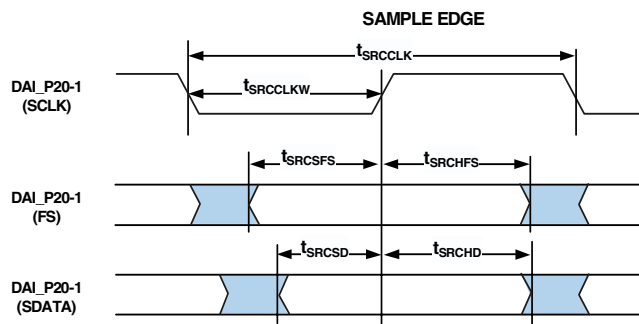 SAMPLE EDGE
tSRCCLK
DAI_P20-1
(SCLK)
tSRCCLKW
tSRCSFS
tSRCHFS
DAI_P20-1
(FS)
tSRCSD
tSRCHD
DAI_P20-1
(SDATA)